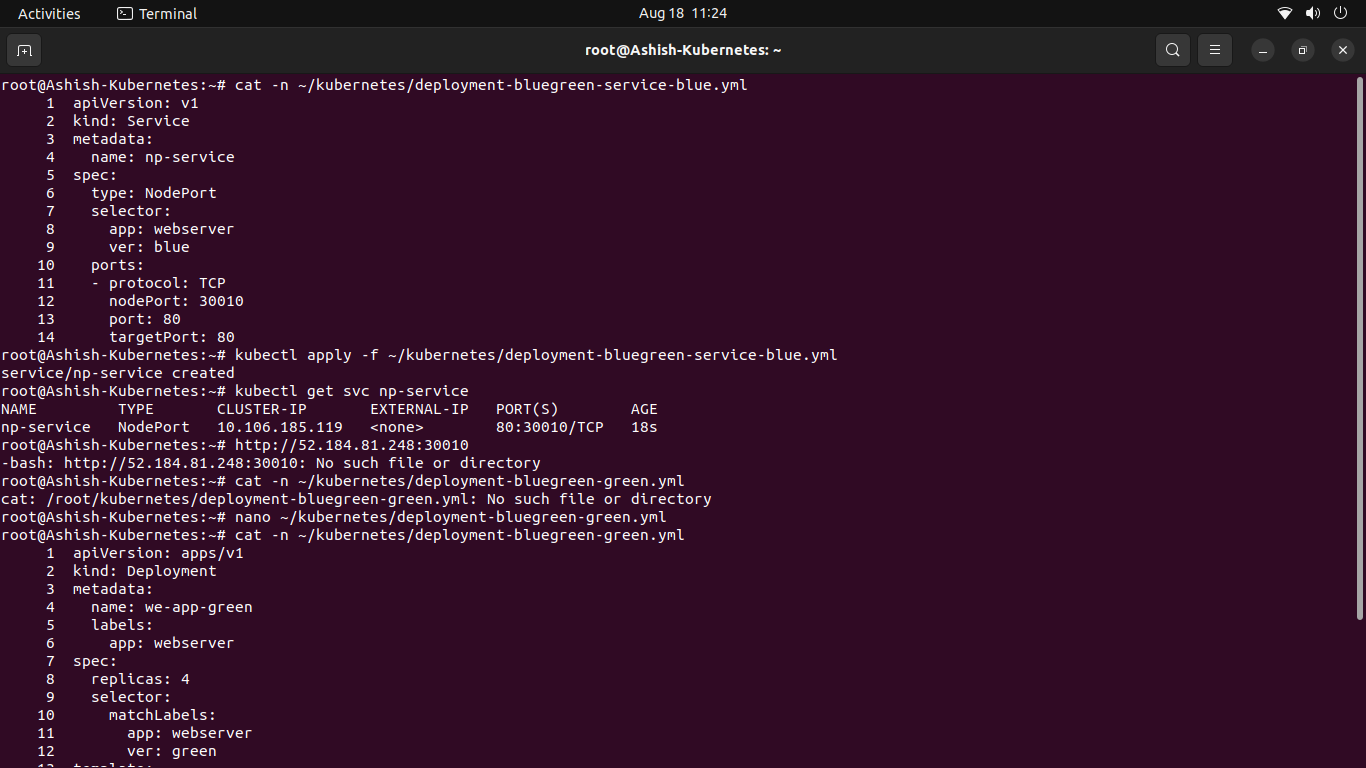 Activities Terminal Aug 18 11:24
root@Ashish-Kubernetes: ~
root@Ashish-Kubernetes:~# cat -n ~/kubernetes/deployment-bluegreen-service-blue.yml
     1  apiVersion: v1
     2  kind: Service
     3  metadata:
     4    name: np-service
     5  spec:
     6    type: NodePort
     7    selector:
     8      app: webserver
     9      ver: blue
    10    ports:
    11    - protocol: TCP
    12      nodePort: 30010
    13      port: 80
    14      targetPort: 80
root@Ashish-Kubernetes:~# kubectl apply -f ~/kubernetes/deployment-bluegreen-service-blue.yml
service/np-service created
root@Ashish-Kubernetes:~# kubectl get svc np-service
NAME         TYPE       CLUSTER-IP       EXTERNAL-IP   PORT(S)        AGE
np-service   NodePort   10.106.185.119   <none>        80:30010/TCP   18s
root@Ashish-Kubernetes:~# http://52.184.81.248:30010
-bash: http://52.184.81.248:30010: No such file or directory
root@Ashish-Kubernetes:~# cat -n ~/kubernetes/deployment-bluegreen-green.yml
cat: /root/kubernetes/deployment-bluegreen-green.yml: No such file or directory
root@Ashish-Kubernetes:~# nano ~/kubernetes/deployment-bluegreen-green.yml
root@Ashish-Kubernetes:~# cat -n ~/kubernetes/deployment-bluegreen-green.yml
     1  apiVersion: apps/v1
     2  kind: Deployment
     3  metadata:
     4    name: we-app-green
     5    labels:
     6      app: webserver
     7  spec:
     8    replicas: 4
     9    selector:
    10      matchLabels:
    11        app: webserver
    12        ver: green
    13  template: